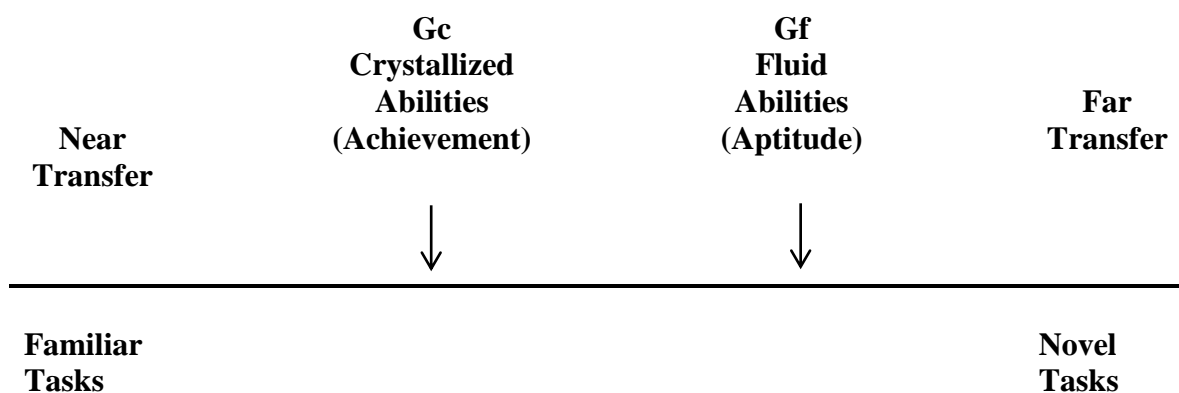 Near
Transfer
Gc
Crystallized
Abilities
(Achievement)
Gf
Fluid
Abilities
(Aptitude)
Far
Transfer
Familiar
Tasks
Novel
Tasks